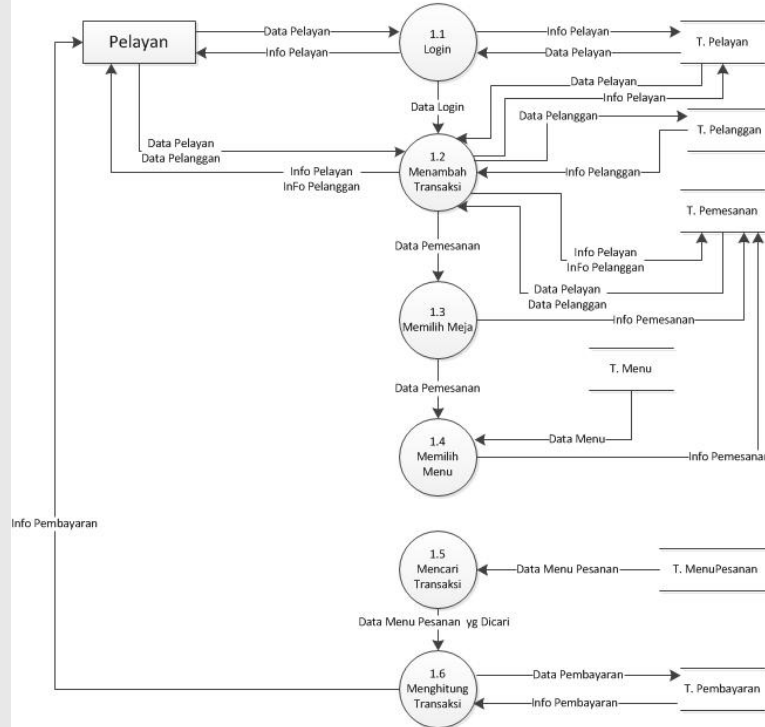 Pelayan
Data Pelayan
Info Pelayan
1.1
Login
Info Pelayan
Data Pelayan
T. Pelayan
Data Pelayan
Info Pelayan
Data Login
Data Pelanggan
T. Pelanggan
Data Pelayan
Data Pelanggan
1.2
Menambah
Transaksi
Info Pelayan
InFo Pelanggan
Info Pelanggan
T. Pemesanan
Data Pemesanan
Info Pelayan
InFo Pelanggan
Data Pelayan
Data Pelanggan
1.3
Memilih Meja
Info Pemesanan
T. Menu
Data Pemesanan
1.4
Memilih
Menu
Data Menu
Info Pemesanan
Info Pembayaran
1.5
Mencari
Transaksi
Data Menu Pesanan
T. MenuPesanan
Data Menu Pesanan yg Dicari
1.6
Menghitung
Transaksi
Data Pembayaran
Info Pembayaran
T. Pembayaran